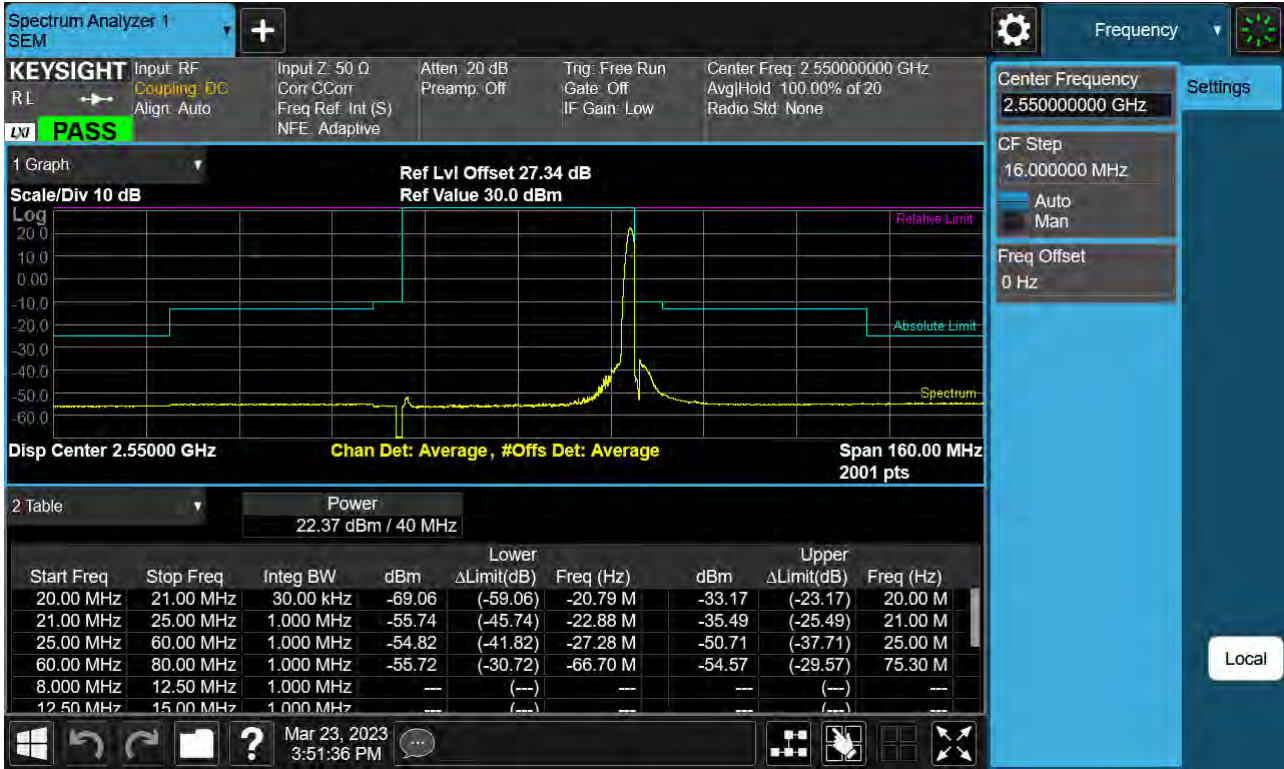 Spectrum Analyzer 1
SEM
+
Frequency
KEYSIGHT
RL
LXI
PASS
Input: RF
Coupling: DC
Align: Auto
Input Z: 50 Ω
Corr CCorr
Freq Ref: Int (S)
NFE: Adaptive
Atten: 20 dB
Preamp: Off
Trig: Free Run
Gate: Off
IF Gain: Low
Center Freq: 2.550000000 GHz
Avg|Hold: 100.00% of 20
Radio Std: None
Center Frequency
2.550000000 GHz
Settings
CF Step
16.000000 MHz
Auto
Man
Freq Offset
0 Hz
Local
1 Graph
Scale/Div 10 dB
Ref Lvl Offset 27.34 dB
Ref Value 30.0 dBm
Log
20.0
10.0
0.00
-10.0
-20.0
-30.0
-40.0
-50.0
-60.0
Relative Limit
Absolute Limit
Spectrum
Disp Center 2.55000 GHz
Chan Det: Average, #Offs Det: Average
Span 160.00 MHz
2001 pts
2 Table
Power
22.37 dBm / 40 MHz
Lower Upper
Start Freq Stop Freq Integ BW dBm ΔLimit(dB) Freq (Hz) dBm ΔLimit(dB) Freq (Hz)
20.00 MHz 21.00 MHz 30.00 kHz -69.06 (-59.06) -20.79 M -33.17 (-23.17) 20.00 M
21.00 MHz 25.00 MHz 1.000 MHz -55.74 (-45.74) -22.88 M -35.49 (-25.49) 21.00 M
25.00 MHz 60.00 MHz 1.000 MHz -54.82 (-41.82) -27.28 M -50.71 (-37.71) 25.00 M
60.00 MHz 80.00 MHz 1.000 MHz -55.72 (-30.72) -66.70 M -54.57 (-29.57) 75.30 M
8.000 MHz 12.50 MHz 1.000 MHz --- (---) --- --- (---) ---
12.50 MHz 15.00 MHz 1.000 MHz --- (---) --- --- (---) ---
?
Mar 23, 2023
3:51:36 PM